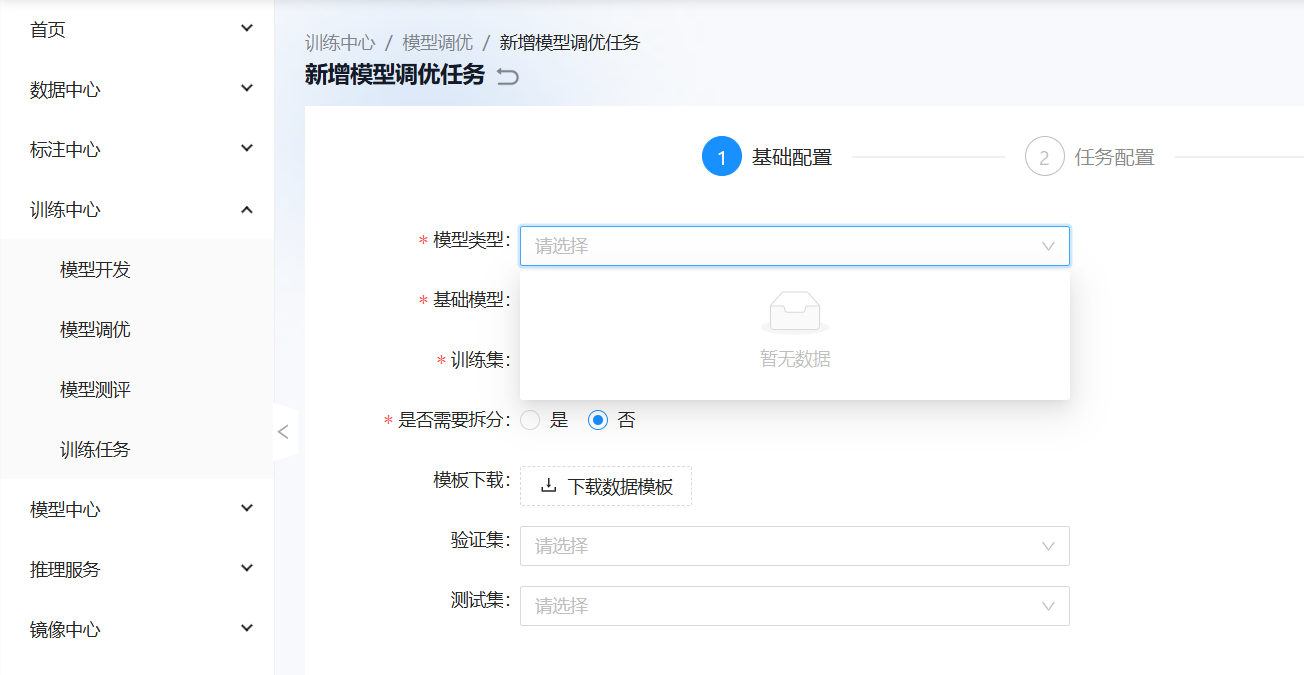 首页
数据中心
标注中心
训练中心
模型开发
模型调优
模型测评
训练任务
模型中心
推理服务
镜像中心
训练中心 / 模型调优 / 新增模型调优任务
新增模型调优任务
1 基础配置 2 任务配置
* 模型类型: 请选择
* 基础模型:
暂无数据
* 训练集:
* 是否需要拆分: 是 否
模板下载: 下载数据模板
验证集: 请选择
测试集: 请选择